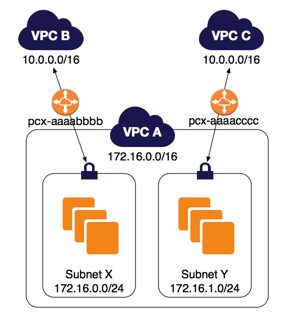 VPC B
VPC C
10.0.0.0/16
10.0.0.0/16
pcx-aaaabbbb
pcx-aaaacccc
VPC A
172.16.0.0/16
Subnet X
172.16.0.0/24
Subnet Y
172.16.1.0/24